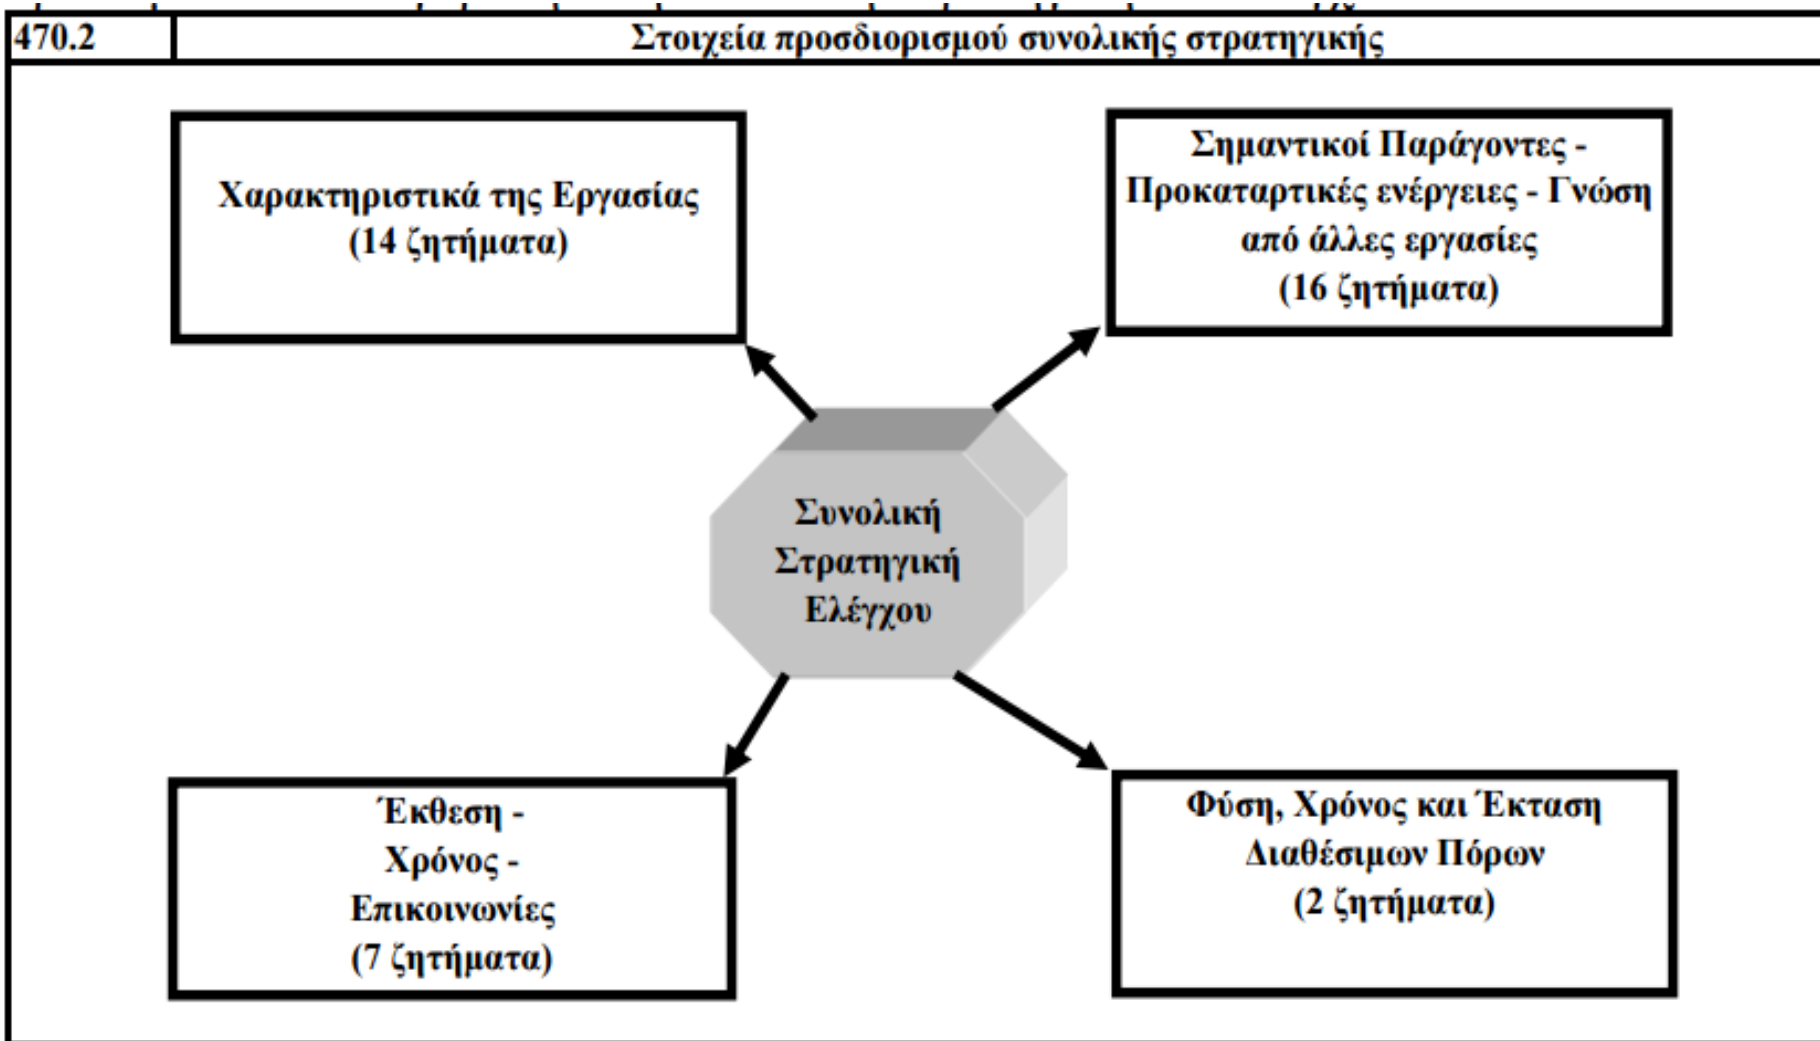 470.2
Στοιχεία προσδιορισμού συνολικής στρατηγικής
Χαρακτηριστικά της Εργασίας
(14 ζητήματα)
Σημαντικοί Παράγοντες -
Προκαταρτικές ενέργειες - Γνώση
από άλλες εργασίες
(16 ζητήματα)
Συνολική
Στρατηγική
Ελέγχου
Έκθεση -
Χρόνος -
Επικοινωνίες
(7 ζητήματα)
Φύση, Χρόνος και Έκταση
Διαθέσιμων Πόρων
(2 ζητήματα)